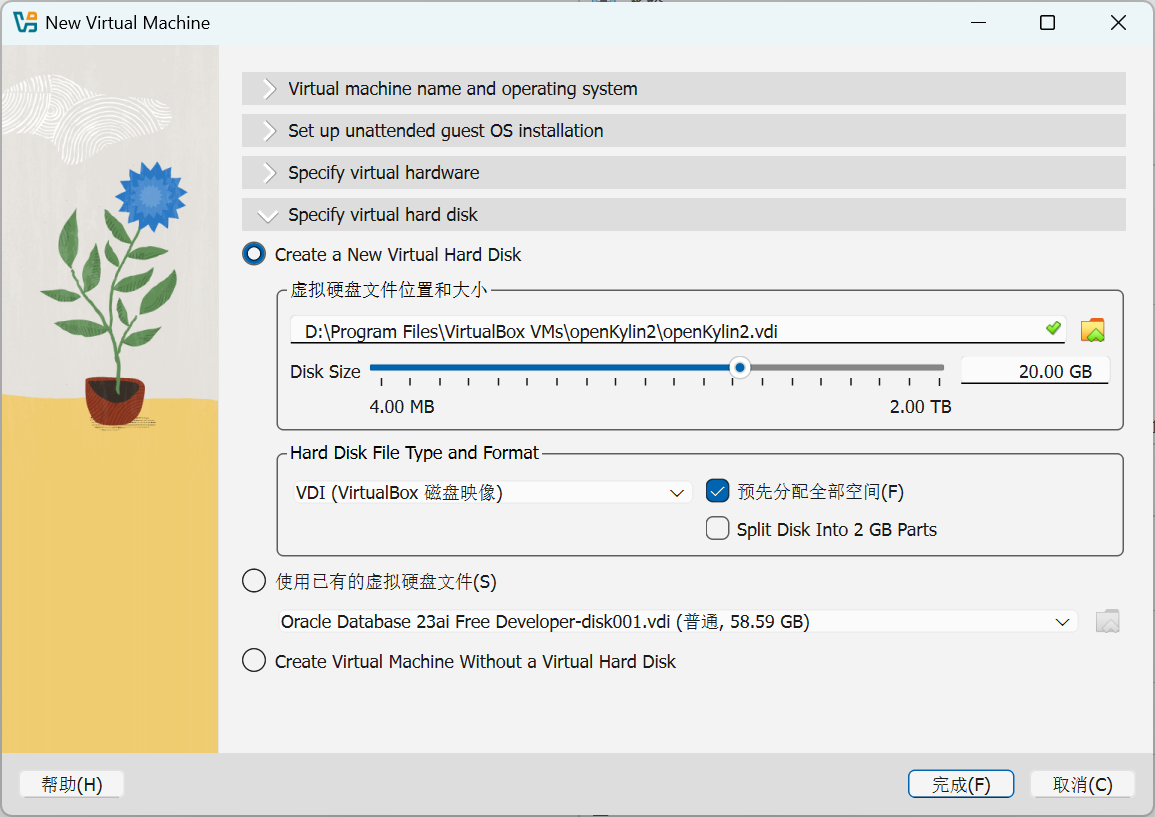 New Virtual Machine
Virtual machine name and operating system
Set up unattended guest OS installation
Specify virtual hardware
Specify virtual hard disk
Create a New Virtual Hard Disk
虚拟硬盘文件位置和大小
D:\Program Files\VirtualBox VMs\openKylin2\openKylin2.vdi
Disk Size
20.00 GB
4.00 MB
2.00 TB
Hard Disk File Type and Format
VDI (VirtualBox 磁盘映像)
预先分配全部空间(F)
Split Disk Into 2 GB Parts
使用已有的虚拟硬盘文件(S)
Oracle Database 23ai Free Developer-disk001.vdi (普通, 58.59 GB)
Create Virtual Machine Without a Virtual Hard Disk
帮助(H)
完成(F)
取消(C)